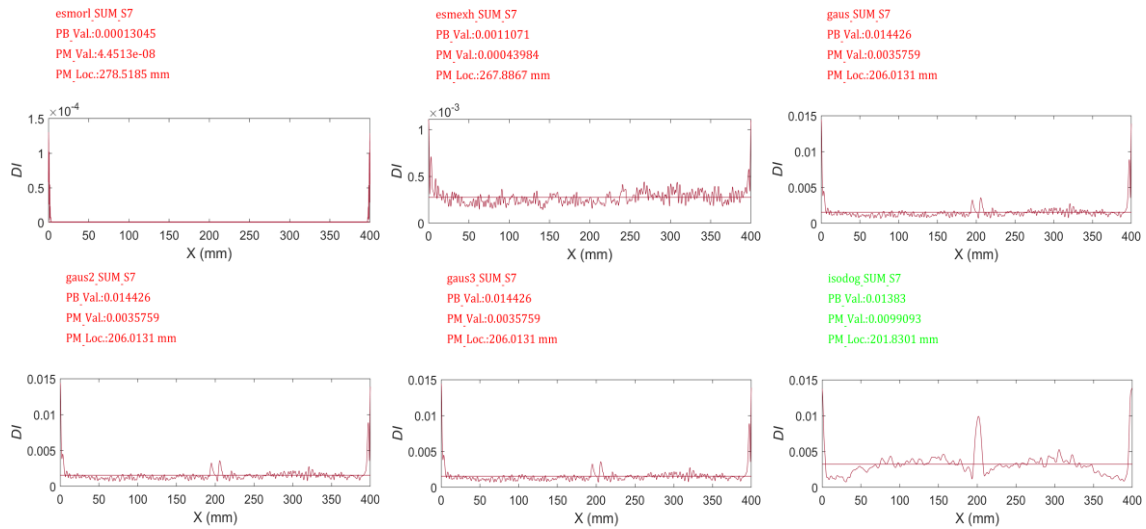 esmorl_SUM_S7
PB_Val.:0.00013045
PM_Val.:4.4513e-08
PM_Loc.:278.5185 mm
×10⁻⁴
1.5
1
0.5
0
DI
0 50 100 150 200 250 300 350 400
X (mm)
esmexh_SUM_S7
PB_Val.:0.0011071
PM_Val.:0.00043984
PM_Loc.:267.8867 mm
×10⁻³
1
0.5
0
DI
0 50 100 150 200 250 300 350 400
X (mm)
gaus_SUM_S7
PB_Val.:0.014426
PM_Val.:0.0035759
PM_Loc.:206.0131 mm
0.015
0.01
0.005
0
DI
0 50 100 150 200 250 300 350 400
X (mm)
gaus2_SUM_S7
PB_Val.:0.014426
PM_Val.:0.0035759
PM_Loc.:206.0131 mm
0.015
0.01
0.005
0
DI
0 50 100 150 200 250 300 350 400
X (mm)
gaus3_SUM_S7
PB_Val.:0.014426
PM_Val.:0.0035759
PM_Loc.:206.0131 mm
0.015
0.01
0.005
0
DI
0 50 100 150 200 250 300 350 400
X (mm)
isodog_SUM_S7
PB_Val.:0.01383
PM_Val.:0.0099093
PM_Loc.:201.8301 mm
0.015
0.01
0.005
0
DI
0 50 100 150 200 250 300 350 400
X (mm)